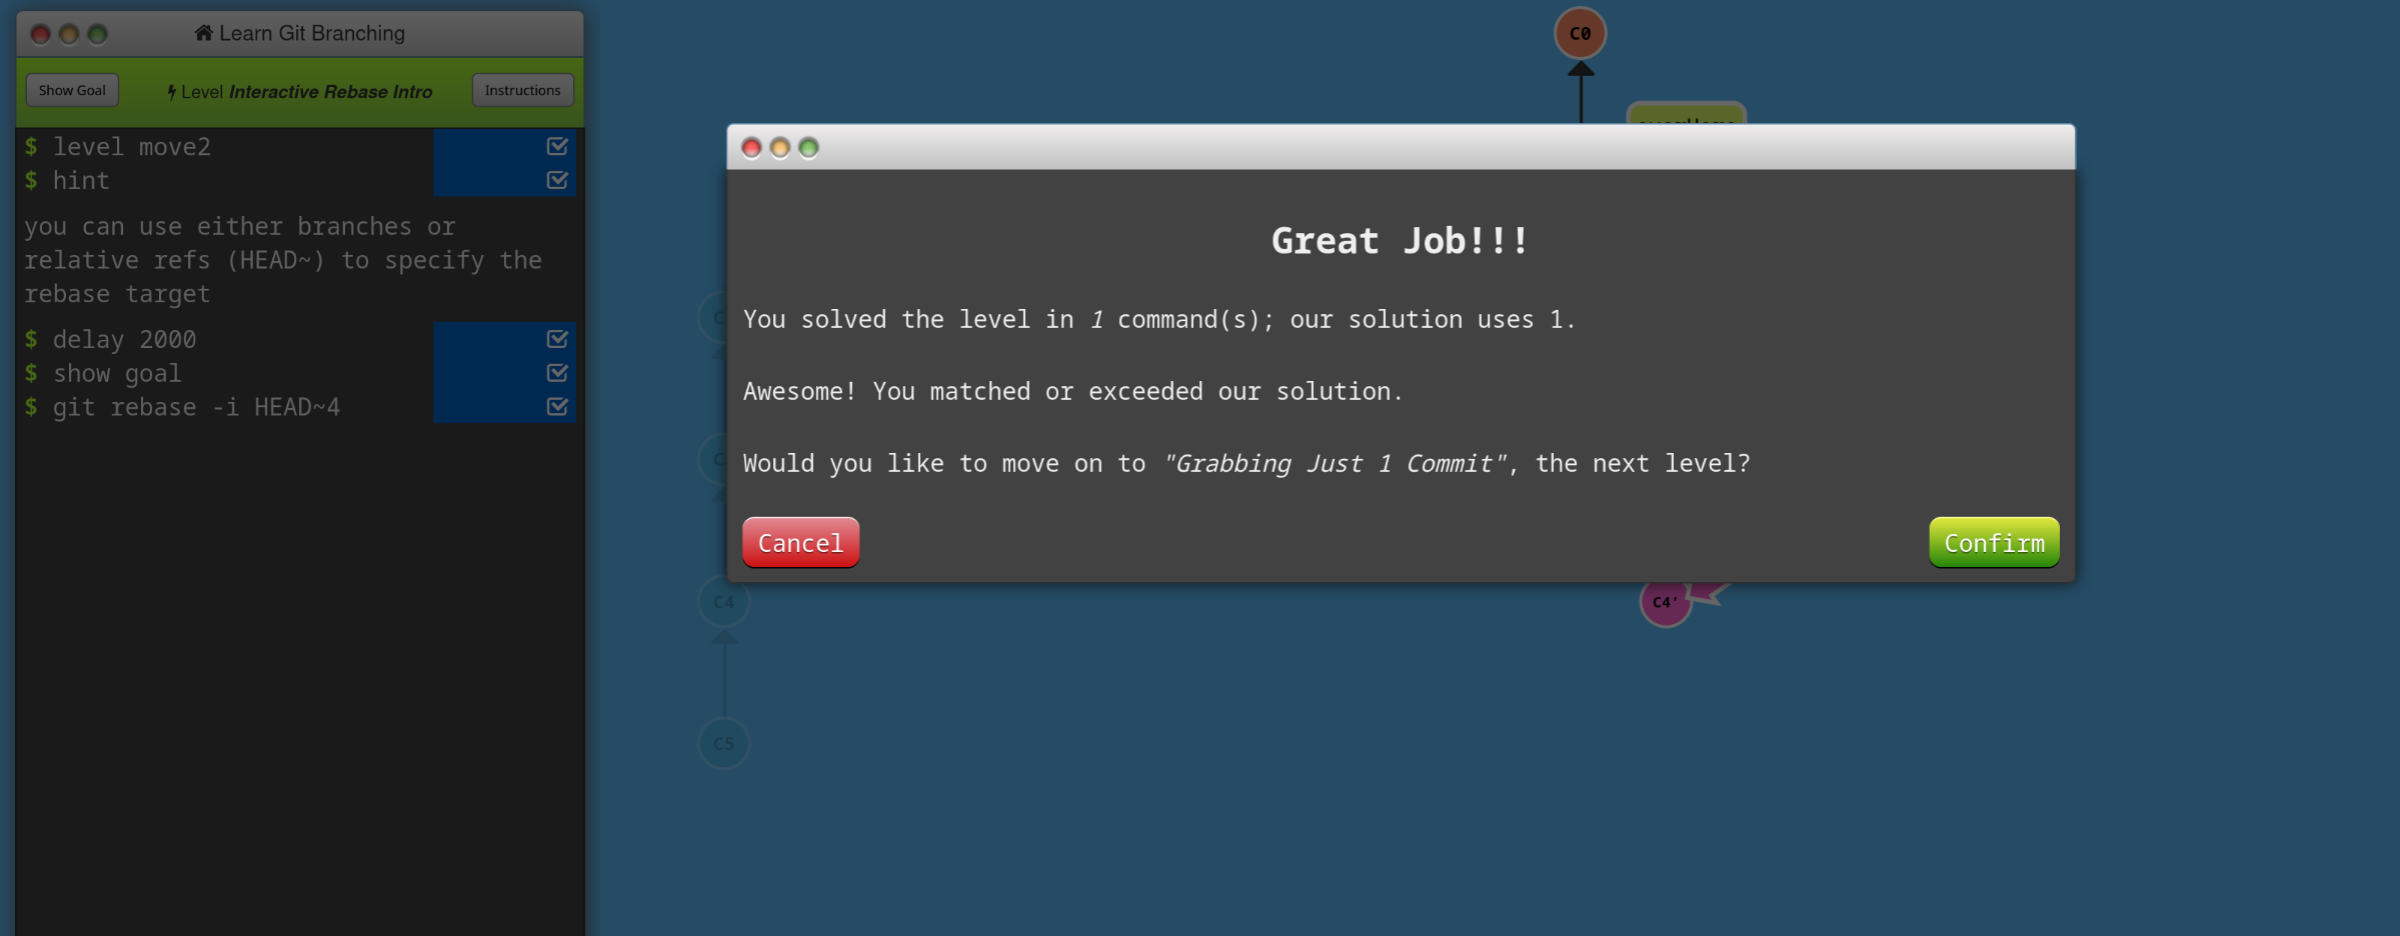 Learn Git Branching
Show Goal
Level Interactive Rebase Intro
Instructions
$ level move2
$ hint
you can use either branches or
relative refs (HEAD~) to specify the
rebase target
$ delay 2000
$ show goal
$ git rebase -i HEAD~4
C0
Great Job!!!
You solved the level in 1 command(s); our solution uses 1.
Awesome! You matched or exceeded our solution.
Would you like to move on to "Grabbing Just 1 Commit", the next level?
Cancel
Confirm
C4
C4'
C5